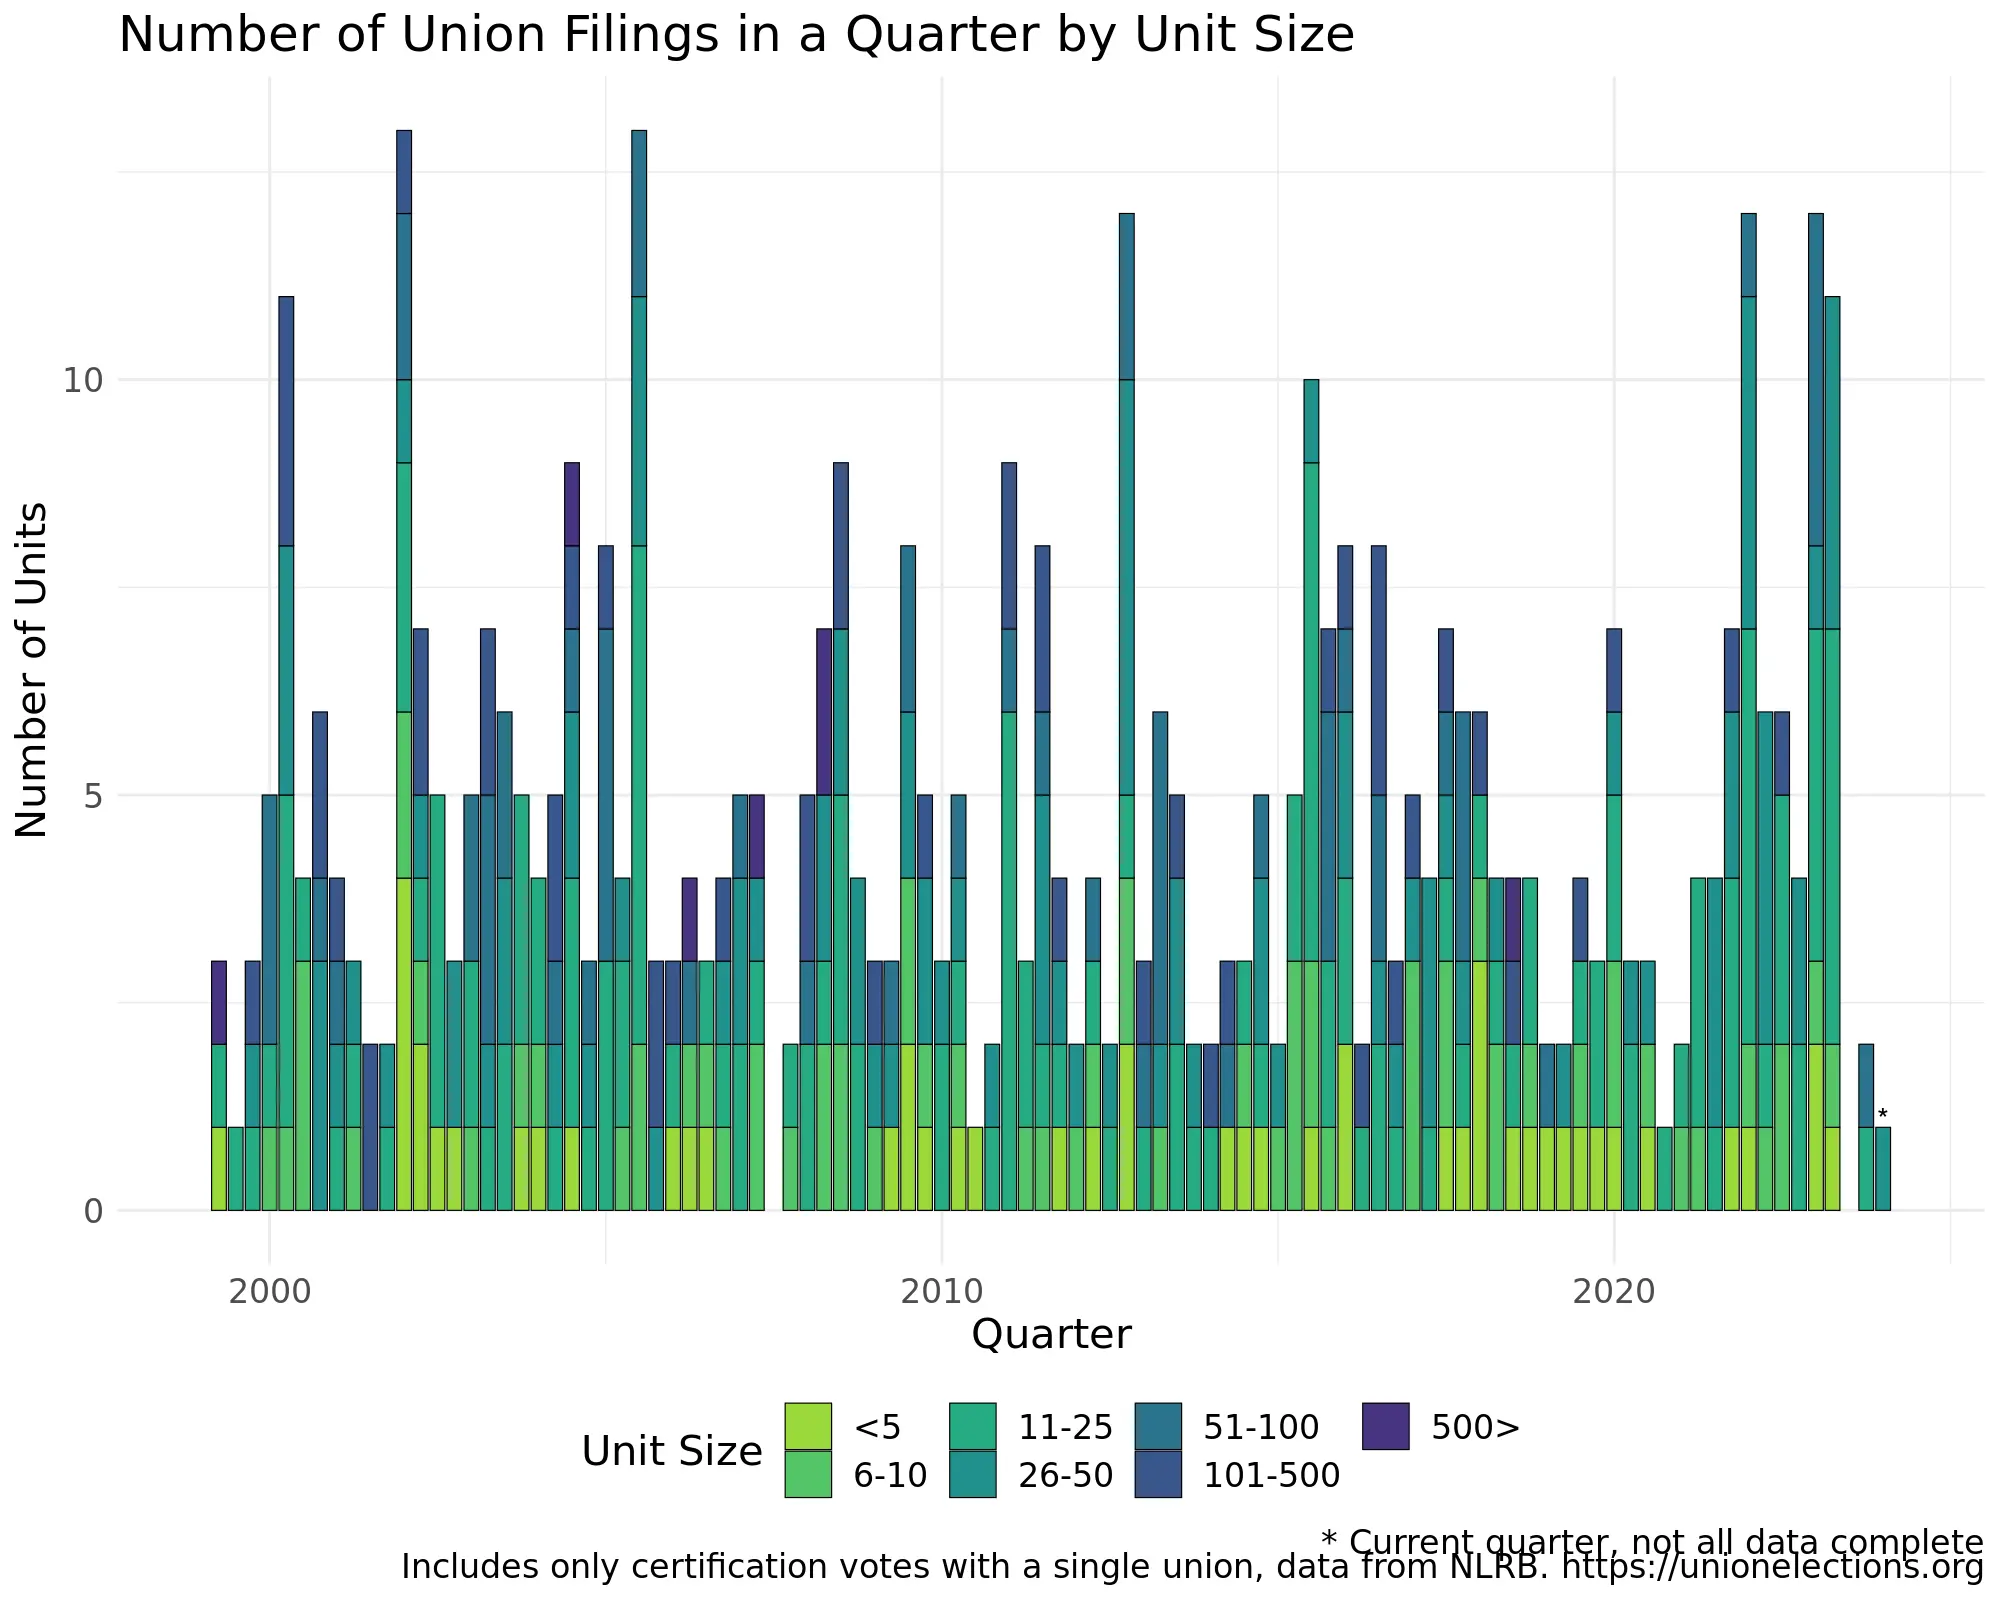 Number of Union Filings in a Quarter by Unit Size
Number of Units
10
5
0
*
2000 2010 2020
Quarter
Unit Size
<5 11-25 51-100 500>
6-10 26-50 101-500
* Current quarter, not all data complete
Includes only certification votes with a single union, data from NLRB. https://unionelections.org